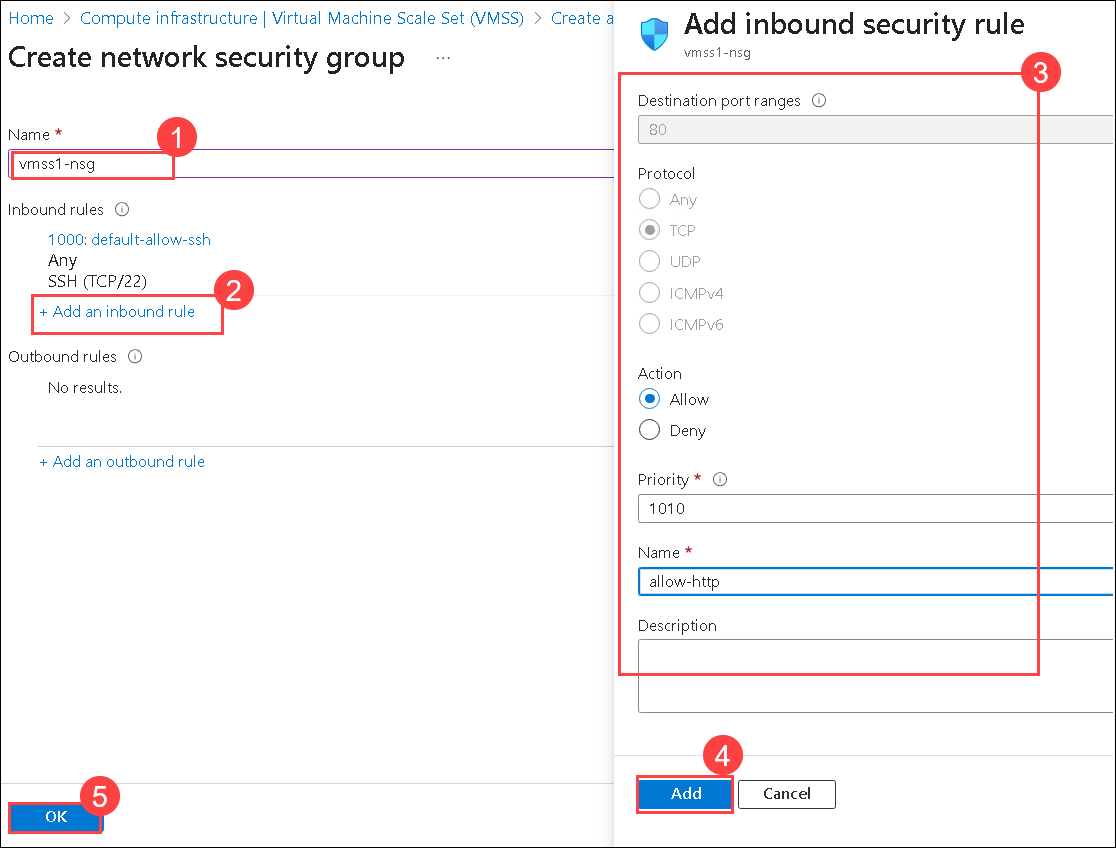 Home > Compute infrastructure | Virtual Machine Scale Set (VMSS) > Create a
Create network security group ...
Name *
1
vmss1-nsg
Inbound rules
1000: default-allow-ssh
Any
SSH (TCP/22)
2
+ Add an inbound rule
Outbound rules
No results.
+ Add an outbound rule
5
OK
Add inbound security rule
vmss1-nsg
3
Destination port ranges
80
Protocol
Any
TCP
UDP
ICMPv4
ICMPv6
Action
Allow
Deny
Priority *
1010
Name *
allow-http
Description
4
Add
Cancel